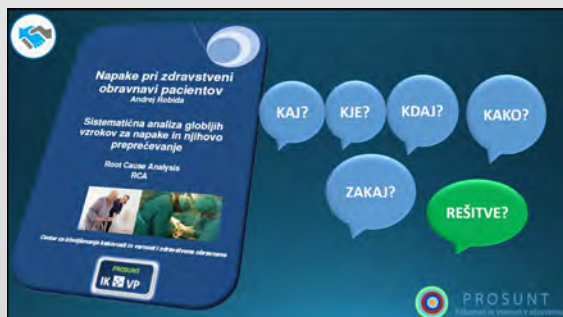 Napake pri zdravstveni
obravnavi pacientov
Andrej Robida
Sistematična analiza globljih
vzrokov za napake in njihovo
preprečevanje
Root Cause Analysis
RCA
Center za izboljševanje kakovosti in varnosti zdravstvene obravnave
PROSUNT
IK VP
KAJ?
KJE?
KDAJ?
KAKO?
ZAKAJ?
REŠITVE?
PROSUNT